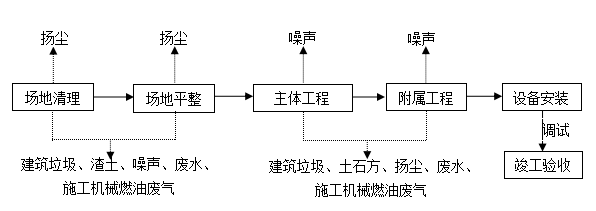 扬尘
扬尘
噪声
噪声
场地清理
场地平整
主体工程
附属工程
设备安装
调试
建筑垃圾、渣土、噪声、废水、
施工机械燃油废气
建筑垃圾、土石方、扬尘、废水、
施工机械燃油废气
竣工验收